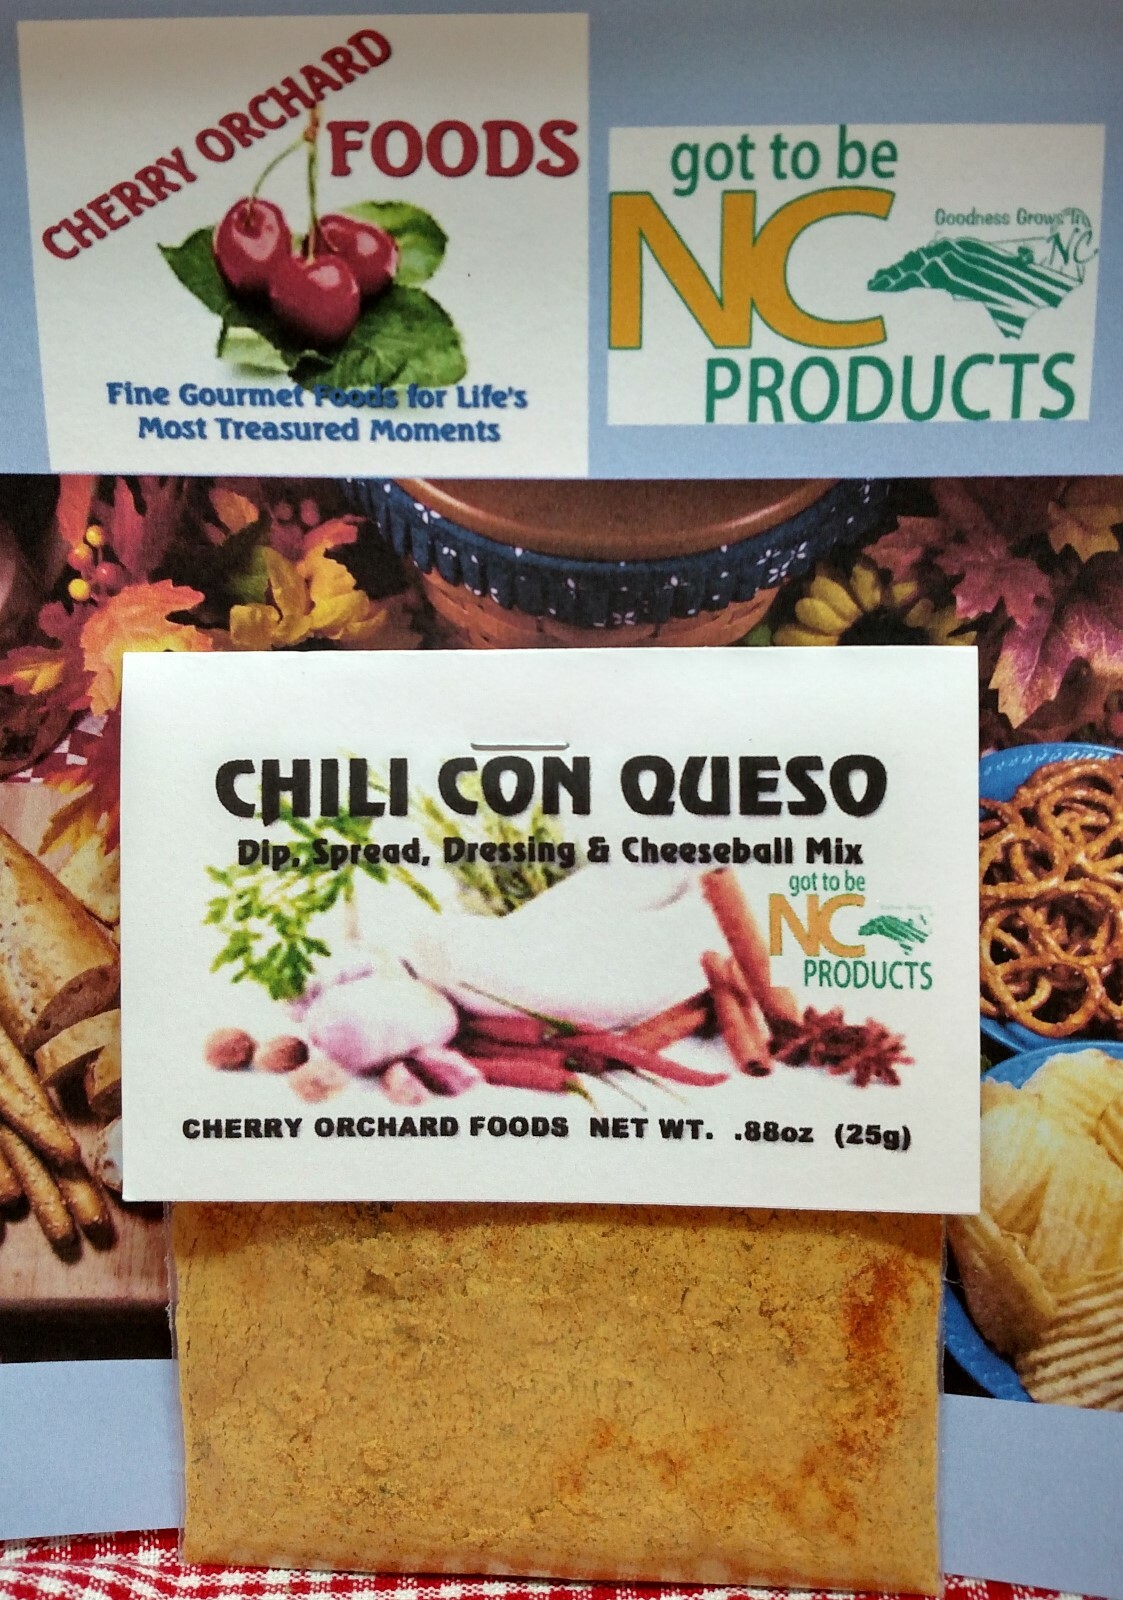 CHERRY ORCHARD
FOODS
Fine Gourmet Foods for Life's
Most Treasured Moments
got to be
NC
Goodness Grows In
NC
PRODUCTS
CHILI CON QUESO
Dip, Spread, Dressing & Cheeseball Mix
got to be
NC
PRODUCTS
CHERRY ORCHARD FOODS NET WT. .88oz (25g)